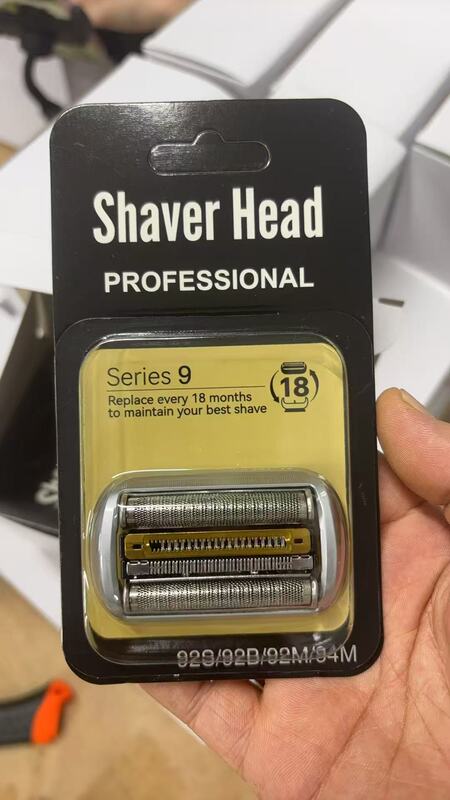 Shaver Head
PROFESSIONAL
Series 9
Replace every 18 months
to maintain your best shave
18
92S/92B/92M/94M